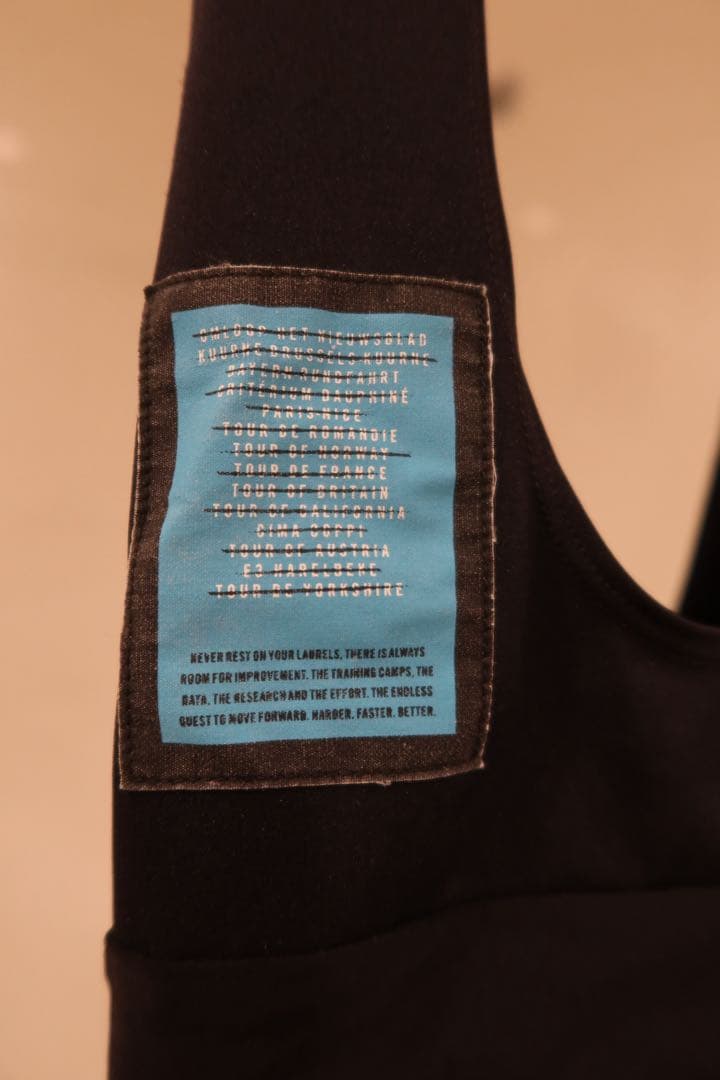 OMLOOP HET NIEUWSBLAD
KUURNE-BRUSSELS-KUURNE
BAYERN RUNDFAHRT
CRITÉRIUM DAUPHINÉ
PARIS-NICE
TOUR DE ROMANDIE
TOUR OF NORWAY
TOUR DE FRANCE
TOUR OF BRITAIN
TOUR OF CALIFORNIA
CIMA COPPI
TOUR OF AUSTRIA
E3 HARELBEKE
TOUR DE YORKSHIRE
NEVER REST ON YOUR LAURELS, THERE IS ALWAYS
ROOM FOR IMPROVEMENT. THE TRAINING CAMPS, THE
DATA, THE RESEARCH AND THE EFFORT. THE ENDLESS
QUEST TO MOVE FORWARD. HARDER. FASTER. BETTER.